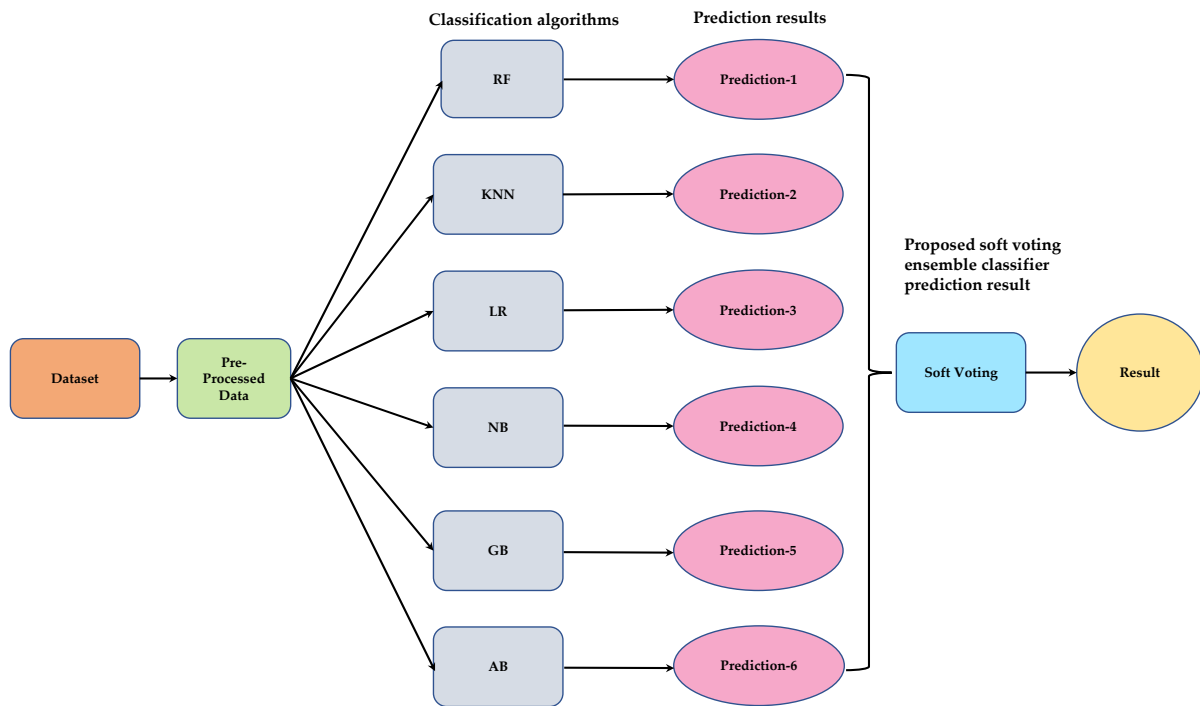 Classification algorithms
Prediction results
RF
Prediction-1
KNN
Prediction-2
Proposed soft voting
ensemble classifier
prediction result
LR
Prediction-3
Dataset
Pre-
Processed
Data
Soft Voting
Result
NB
Prediction-4
GB
Prediction-5
AB
Prediction-6